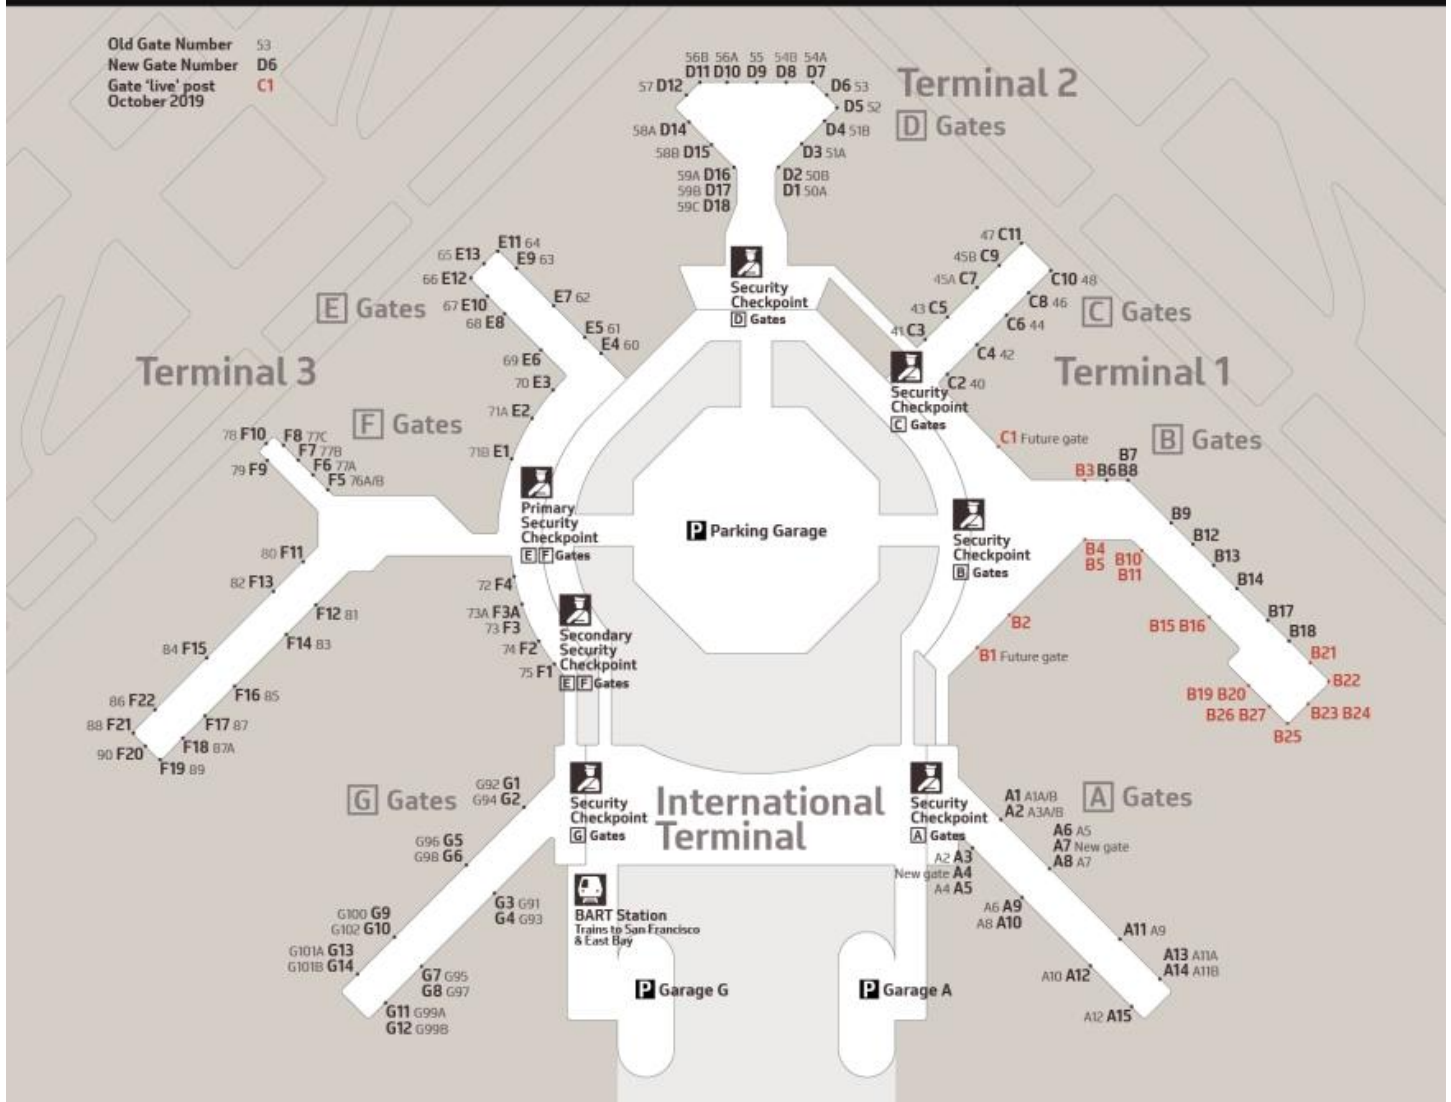 Old Gate Number 53
New Gate Number D6
Gate 'live' post C1
October 2019
56B 56A 55 54B 54A
D11 D10 D9 D8 D7
57 D12
D6 53
D5 52
58A D14
D4 51B
58B D15
D3 51A
59A D16
D2 50B
59B D17
D1 50A
59C D18
Terminal 2
D Gates
Security
Checkpoint
D Gates
E11 64
65 E13
E9 63
66 E12
67 E10
E7 62
68 E8
E5 61
E4 60
69 E6
70 E3
71A E2
71B E1
E Gates
Terminal 3
F Gates
47 C11
45B C9
C10 48
45A C7
C8 46
43 C5
C6 44
41 C3
C4 42
C2 40
C Gates
Terminal 1
Security
Checkpoint
C Gates
C1 Future gate
B Gates
B7
B3 B6 B8
B9
B12
B13
B14
B17
B18
B21
B22
B23 B24
B25
B26 B27
B19 B20
B15 B16
B10
B11
B4
B5
B2
B1 Future gate
Security
Checkpoint
B Gates
78 F10
F8 77C
F7 77B
79 F9
F6 77A
F5 76A/B
80 F11
82 F13
F12 81
F14 83
84 F15
F16 85
86 F22
F17 87
88 F21
F18 87A
90 F20
F19 89
72 F4
73A F3A
73 F3
74 F2
75 F1
Primary
Security
Checkpoint
E F Gates
Secondary
Security
Checkpoint
E F Gates
P Parking Garage
G Gates
G92 G1
G94 G2
G96 G5
G98 G6
G3 G91
G4 G93
G100 G9
G102 G10
G101A G13
G101B G14
G7 G95
G8 G97
G11 G99A
G12 G99B
Security
Checkpoint
G Gates
International
Terminal
Security
Checkpoint
A Gates
A Gates
A1 A1A/B
A2 A3A/B
A6 A5
A7 New gate
A8 A7
A2 A3
New gate A4
A4 A5
A6 A9
A8 A10
A11 A9
A13 A11A
A14 A11B
A10 A12
A12 A15
BART Station
Trains to San Francisco
& East Bay
P Garage G
P Garage A